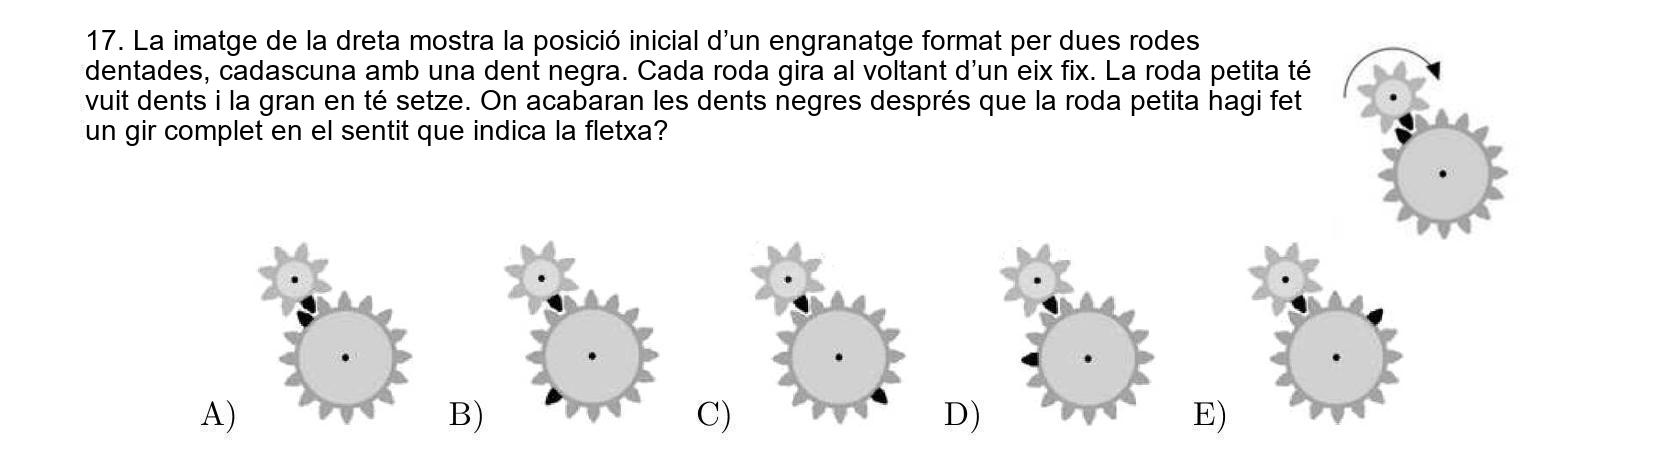 17. La imatge de la dreta mostra la posició inicial d’un engranatge format per dues rodes
dentades, cadascuna amb una dent negra. Cada roda gira al voltant d’un eix fix. La roda petita té
vuit dents i la gran en té setze. On acabaran les dents negres després que la roda petita hagi fet
un gir complet en el sentit que indica la fletxa?
A) B) C) D) E)